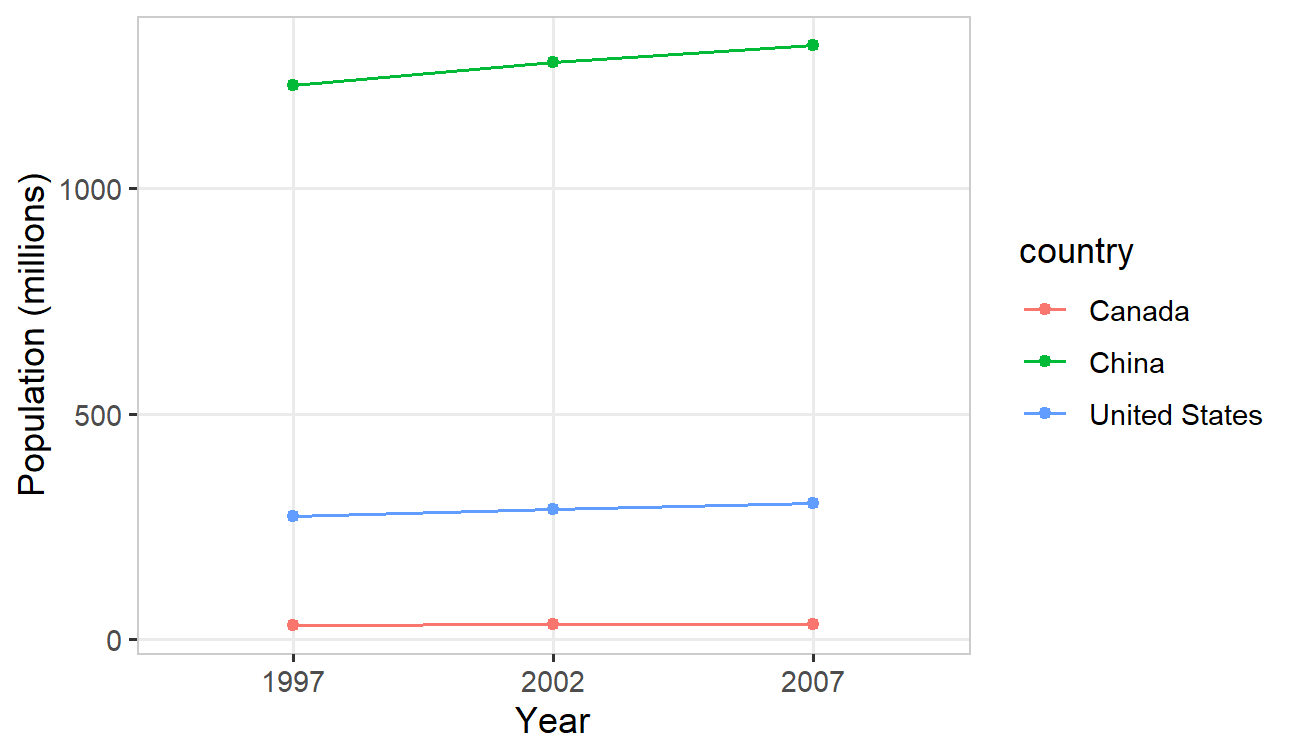 Population (millions)
1000
500
0
1997 2002 2007
Year
country
Canada
China
United States